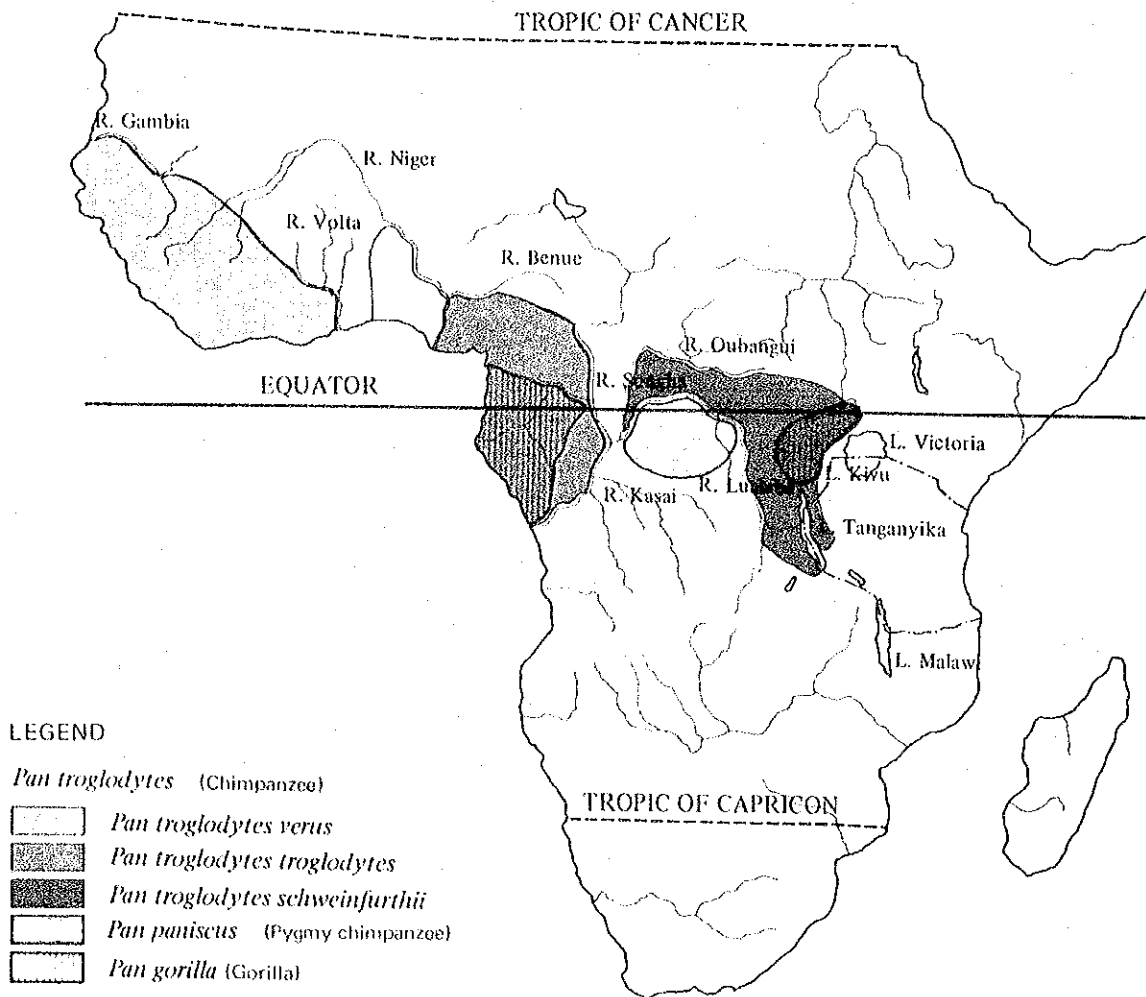 TROPIC OF CANCER
R. Gambia
R. Niger
R. Volta
R. Benue
R. Oubangui
EQUATOR
R.
L. Victoria
L. Kivu
R. Kasai
R.
Tanganyika
L. Malaw
LEGEND
Pan troglodytes (Chimpanzee)
TROPIC OF CAPRICON
Pan troglodytes verus
Pan troglodytes troglodytes
Pan troglodytes schweinfurthii
Pan paniscus (Pygmy chimpanzee)
Pan gorilla (Gorilla)